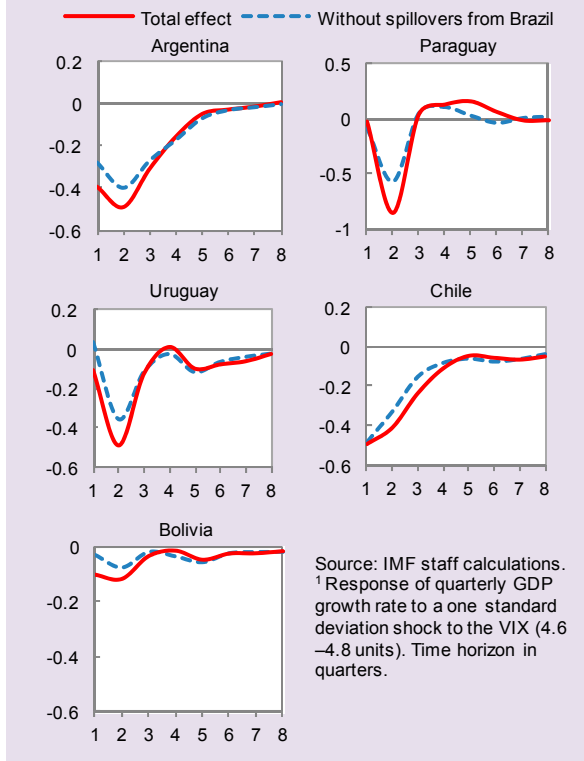 Total effect
Without spillovers from Brazil
Argentina
0.2
0
-0.2
-0.4
-0.6
1 2 3 4 5 6 7 8
Paraguay
0.5
0
-0.5
-1
1 2 3 4 5 6 7 8
Uruguay
0.2
0
-0.2
-0.4
-0.6
1 2 3 4 5 6 7 8
Chile
0.2
0
-0.2
-0.4
-0.6
1 2 3 4 5 6 7 8
Bolivia
0
-0.2
-0.4
-0.6
1 2 3 4 5 6 7 8
Source: IMF staff calculations.
¹ Response of quarterly GDP
growth rate to a one standard
deviation shock to the VIX (4.6
–4.8 units). Time horizon in
quarters.